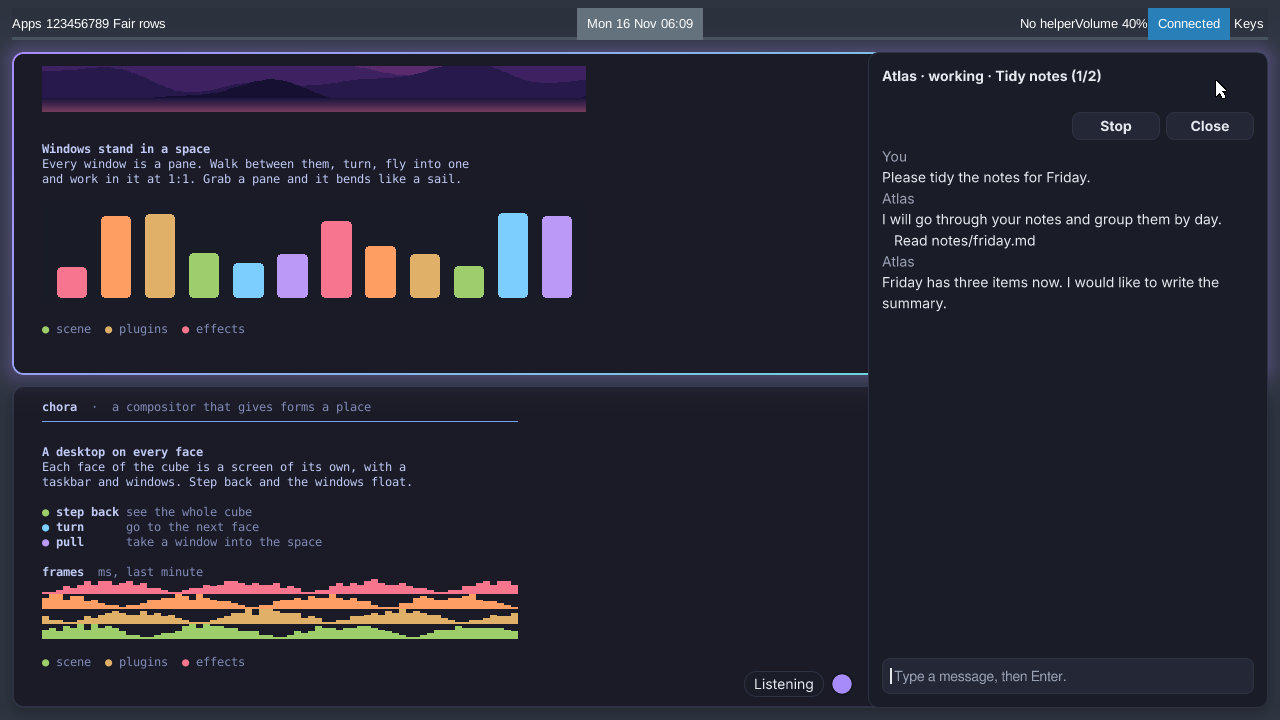 Apps 123456789 Fair rows
Mon 16 Nov 06:09
No helperVolume 40%
Connected
Keys
Windows stand in a space
Every window is a pane. Walk between them, turn, fly into one
and work in it at 1:1. Grab a pane and it bends like a sail.
scene plugins effects
chora · a compositor that gives forms a place
A desktop on every face
Each face of the cube is a screen of its own, with a
taskbar and windows. Step back and the windows float.
step back see the whole cube
turn go to the next face
pull take a window into the space
frames ms, last minute
scene plugins effects
Listening
Atlas · working · Tidy notes (1/2)
Stop
Close
You
Please tidy the notes for Friday.
Atlas
I will go through your notes and group them by day.
Read notes/friday.md
Atlas
Friday has three items now. I would like to write the
summary.
Type a message, then Enter.